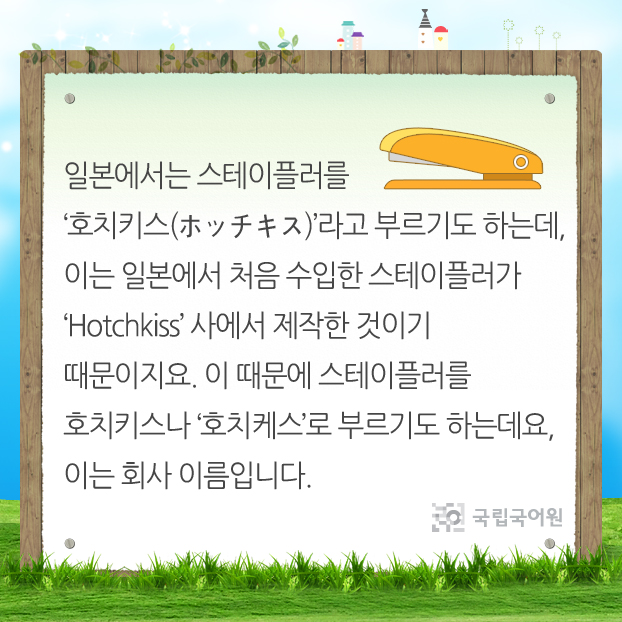 일본에서는 스테이플러를
‘호치키스(ホッチキス)’라고 부르기도 하는데,
이는 일본에서 처음 수입한 스테이플러가
‘Hotchkiss’ 사에서 제작한 것이기
때문이지요. 이 때문에 스테이플러를
호치키스나 ‘호치케스’로 부르기도 하는데요,
이는 회사 이름입니다.
국립국어원